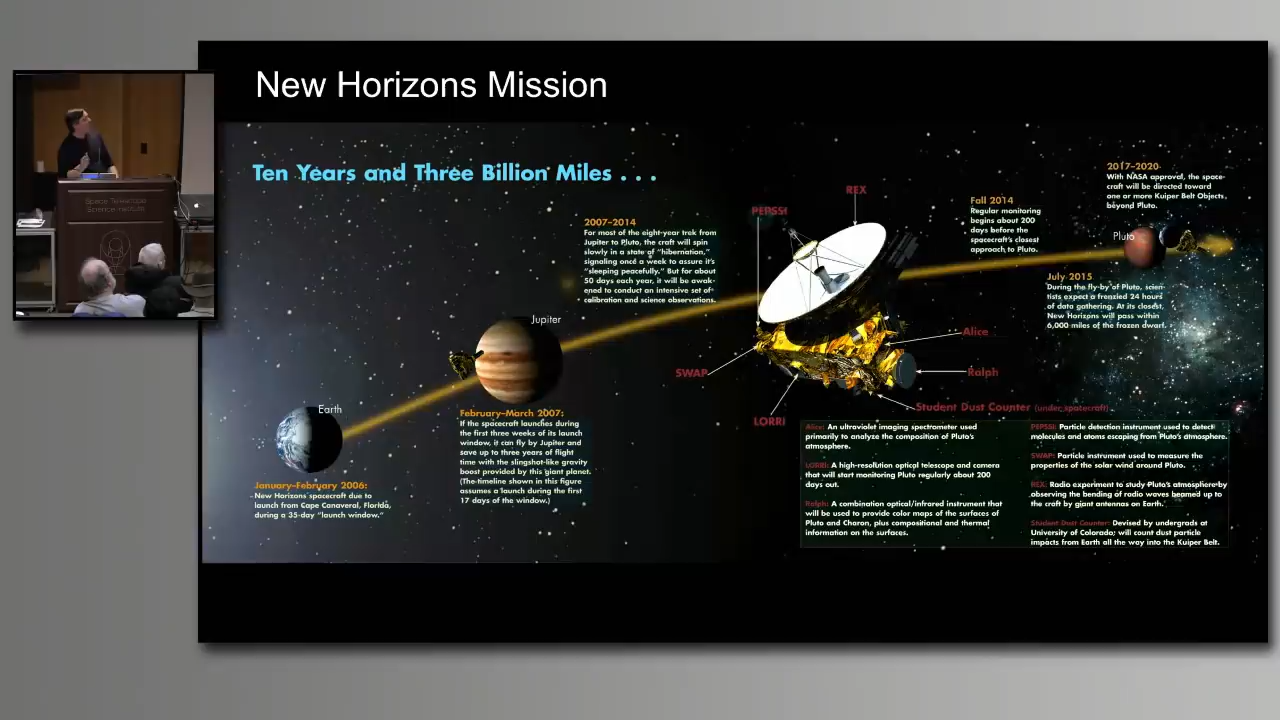 New Horizons Mission
Ten Years and Three Billion Miles . . .
Space Telescope
Science Institute
Earth
January–February 2006:
New Horizons spacecraft due to
launch from Cape Canaveral, Florida,
during a 35-day "launch window."
Jupiter
February–March 2007:
If the spacecraft launches during
the first three weeks of its launch
window, it can fly by Jupiter and
save up to three years of flight
time with the slingshot-like gravity
boost provided by this giant planet.
(The timeline shown in this figure
assumes a launch during the first
17 days of the window.)
2007–2014
For most of the eight-year trek from
Jupiter to Pluto, the craft will spin
slowly in a state of "hibernation,"
signaling once a week to assure it's
"sleeping peacefully." But for about
50 days each year, it will be awak-
ened to conduct an intensive set of
calibration and science observations.
PEPSSI
REX
SWAP
LORRI
Alice
Ralph
Student Dust Counter (under spacecraft)
Fall 2014
Regular monitoring
begins about 200
days before the
spacecraft's closest
approach to Pluto.
2017–2020
With NASA approval, the space-
craft will be directed toward
one or more Kuiper Belt Objects,
beyond Pluto.
Pluto
July 2015
During the fly-by of Pluto, scien-
tists expect a frenzied 24 hours
of data gathering. At its closest,
New Horizons will pass within
6,000 miles of the frozen dwarf.
Alice: An ultraviolet imaging spectrometer used
primarily to analyze the composition of Pluto's
atmosphere.
LORRI: A high-resolution optical telescope and camera
that will start monitoring Pluto regularly about 200
days out.
Ralph: A combination optical/infrared instrument that
will be used to provide color maps of the surfaces of
Pluto and Charon, plus compositional and thermal
information on the surfaces.
PEPSSI: Particle detection instrument used to detect
molecules and atoms escaping from Pluto's atmosphere.
SWAP: Particle instrument used to measure the
properties of the solar wind around Pluto.
REX: Radio experiment to study Pluto's atmosphere by
observing the bending of radio waves beamed up to
the craft by giant antennas on Earth.
Student Dust Counter: Devised by undergrads at
University of Colorado; will count dust particle
impacts from Earth all the way into the Kuiper Belt.